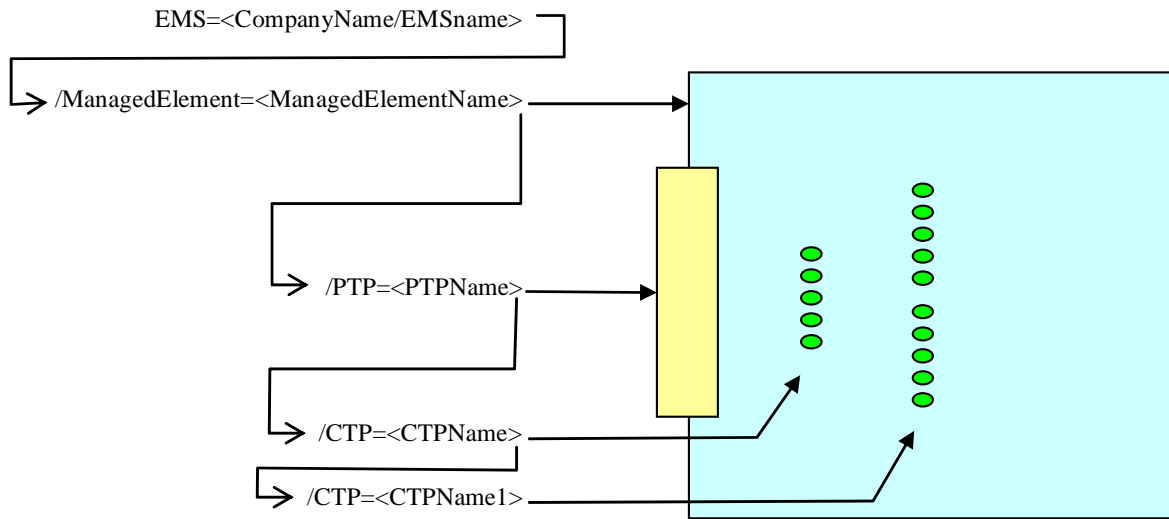 EMS=<CompanyName/EMSname>
/ManagedElement=<ManagedElementName>
/PTP=<PTPName>
/CTP=<CTPName>
/CTP=<CTPName1>